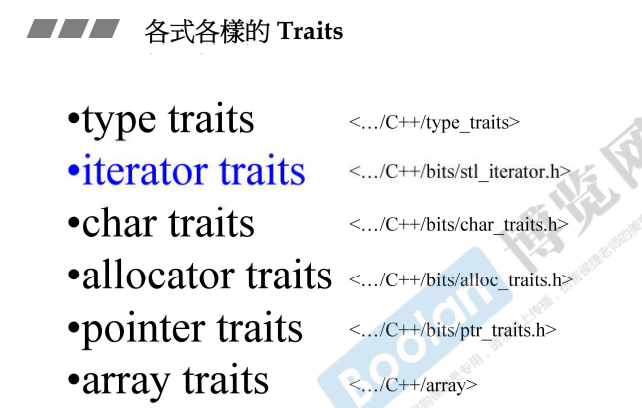 各式各樣的 Traits
•type traits <…/C++/type_traits>
•iterator traits <…/C++/bits/stl_iterator.h>
•char traits <…/C++/bits/char_traits.h>
•allocator traits <…/C++/bits/alloc_traits.h>
•pointer traits <…/C++/bits/ptr_traits.h>
•array traits <…/C++/array>
Boolan
博览网